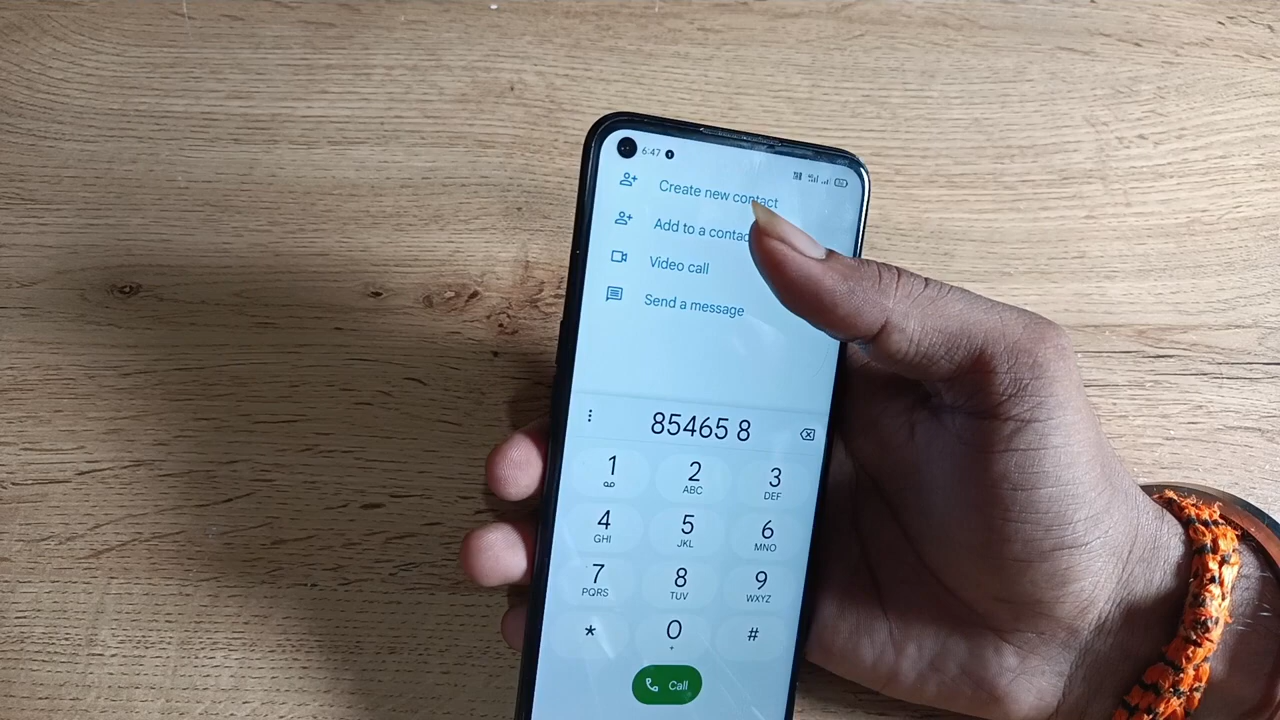 6:47
Create new contact
Add to a contac
Video call
Send a message
85465 8
1 2 3
ABC DEF
4 5 6
GHI JKL MNO
7 8 9
PQRS TUV WXYZ
* 0 #
+
Call